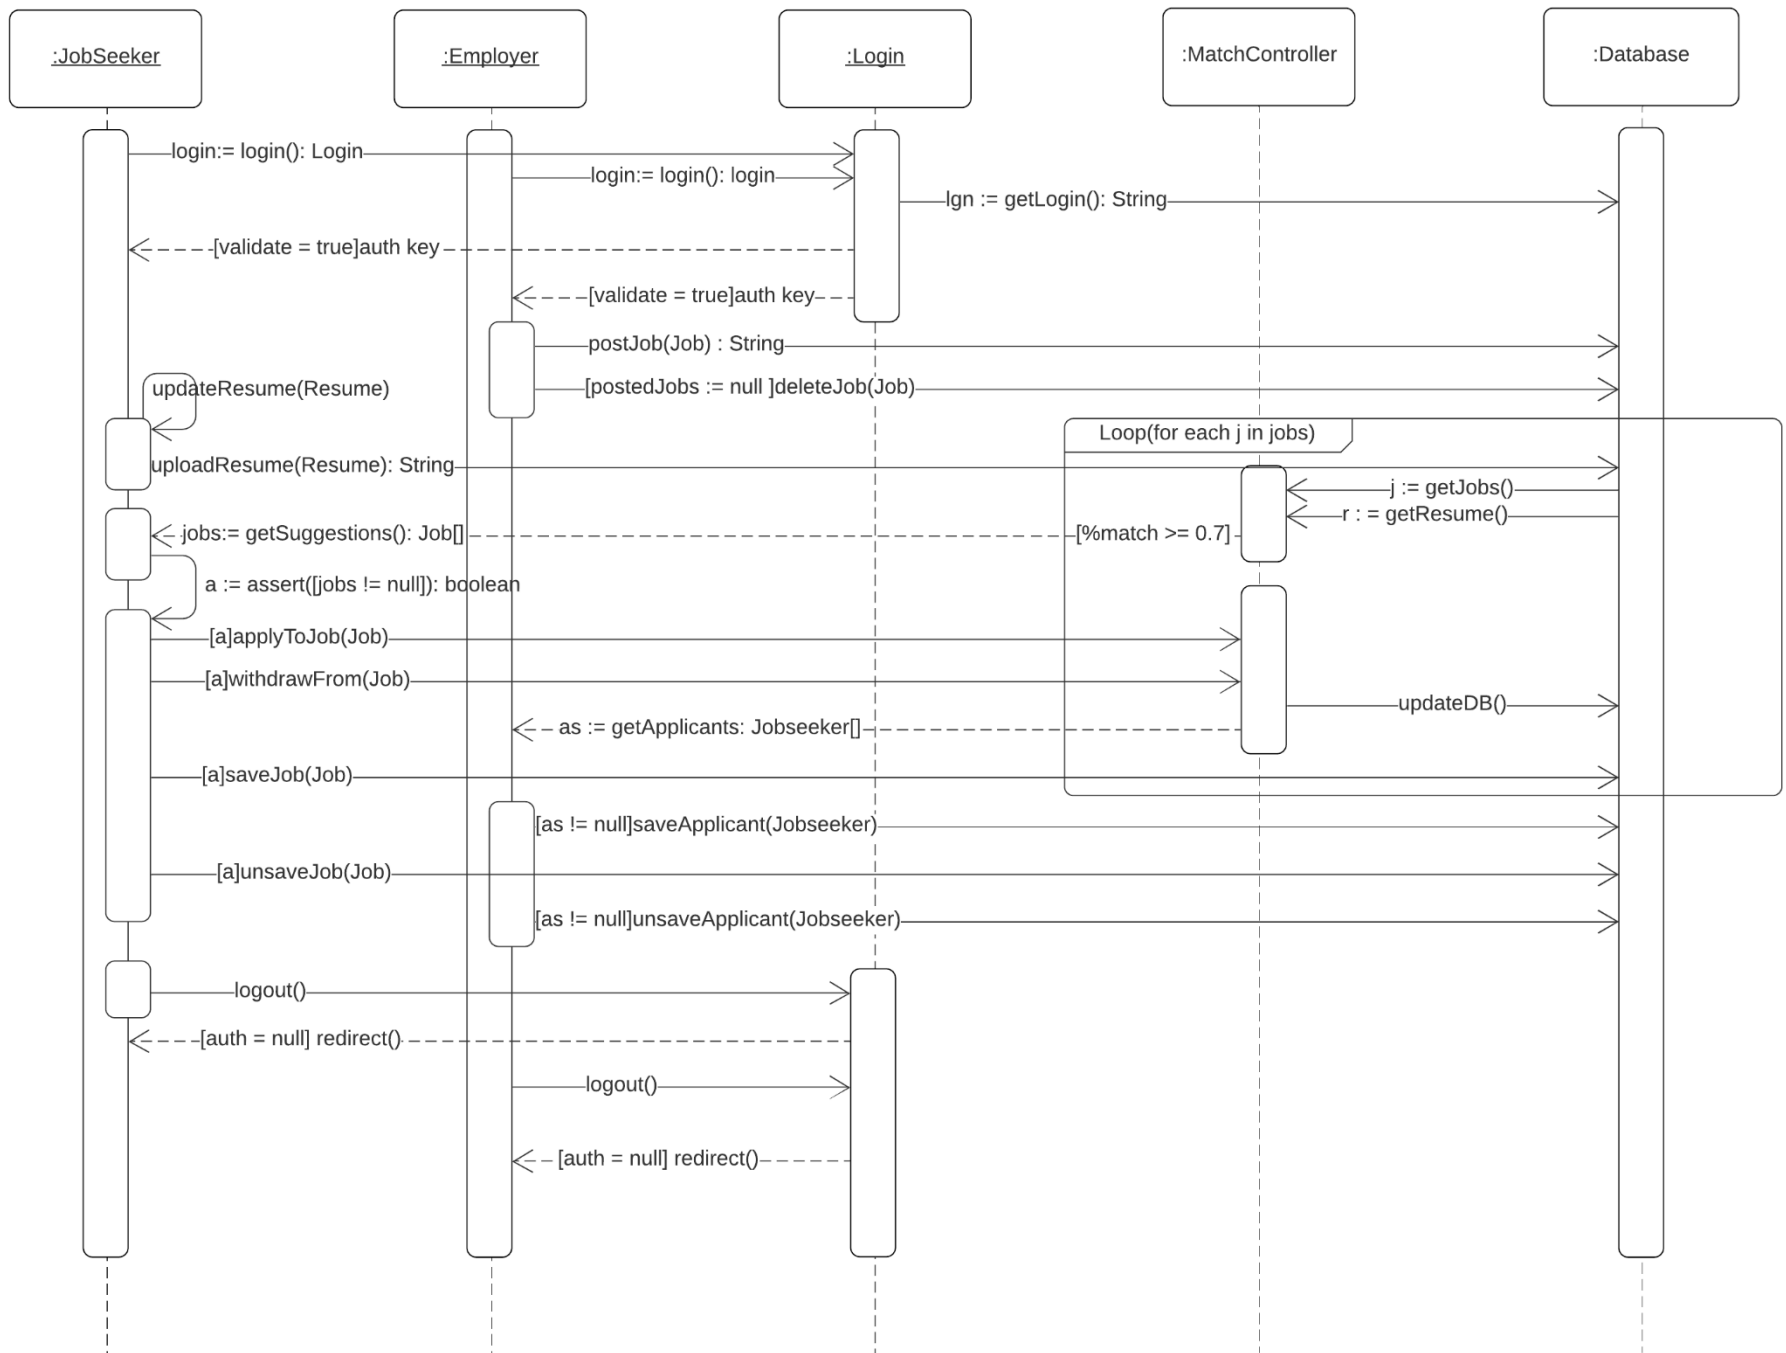 :JobSeeker
:Employer
:Login
:MatchController
:Database
login:= login(): Login
login:= login(): login
lgn := getLogin(): String
[validate = true]auth key
[validate = true]auth key
postJob(Job) : String
updateResume(Resume)
[postedJobs := null ]deleteJob(Job)
Loop(for each j in jobs)
uploadResume(Resume): String
j := getJobs()
r : = getResume()
jobs:= getSuggestions(): Job[]
[%match >= 0.7]
a := assert([jobs != null]): boolean
[a]applyToJob(Job)
[a]withdrawFrom(Job)
updateDB()
as := getApplicants: Jobseeker[]
[a]saveJob(Job)
[as != null]saveApplicant(Jobseeker)
[a]unsaveJob(Job)
[as != null]unsaveApplicant(Jobseeker)
logout()
[auth = null] redirect()
logout()
[auth = null] redirect()